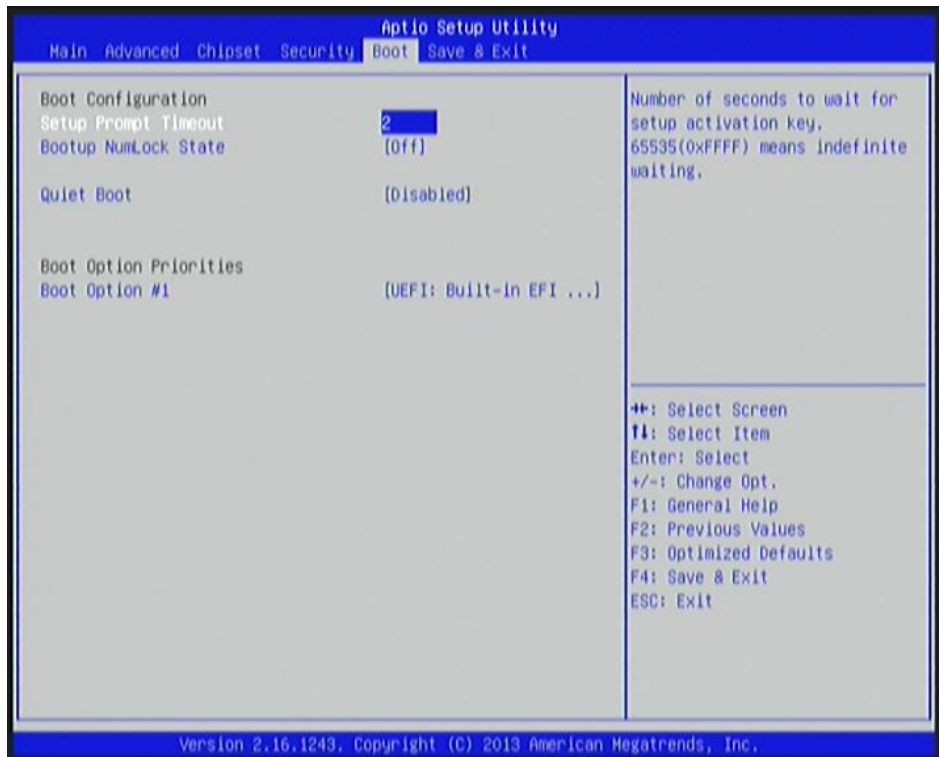 Aptio Setup Utility
Main Advanced Chipset Security Boot Save & Exit
Boot Configuration
Setup Prompt Timeout 2
Bootup NumLock State [Off]
Quiet Boot [Disabled]
Boot Option Priorities
Boot Option #1 [UEFI: Built-in EFI ...]
Number of seconds to wait for
setup activation key.
65535(0xFFFF) means indefinite
waiting.
→←: Select Screen
↑↓: Select Item
Enter: Select
+/-: Change Opt.
F1: General Help
F2: Previous Values
F3: Optimized Defaults
F4: Save & Exit
ESC: Exit
Version 2.16.1243. Copyright (C) 2013 American Megatrends, Inc.